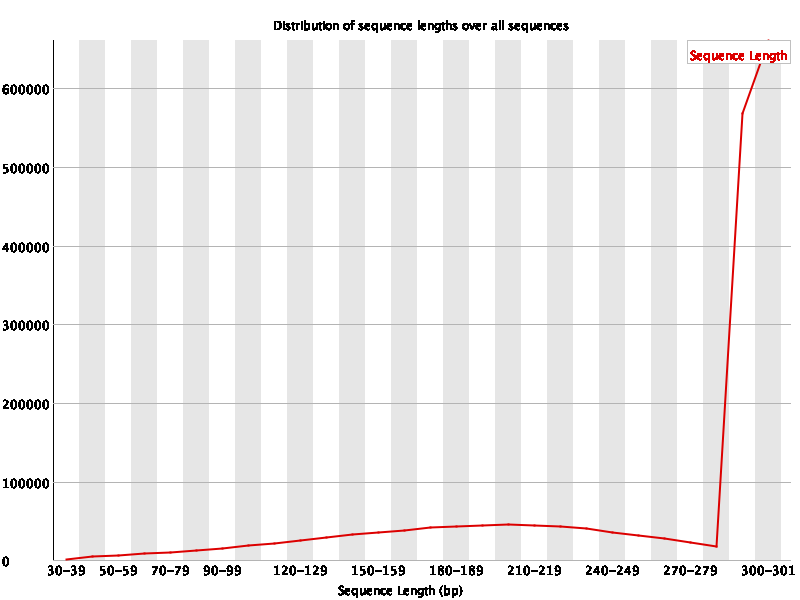 Distribution of sequence lengths over all sequences
Sequence Length
600000
500000
400000
300000
200000
100000
0
30-39 50-59 70-79 90-99 120-129 150-159 180-189 210-219 240-249 270-279 300-301
Sequence Length (bp)